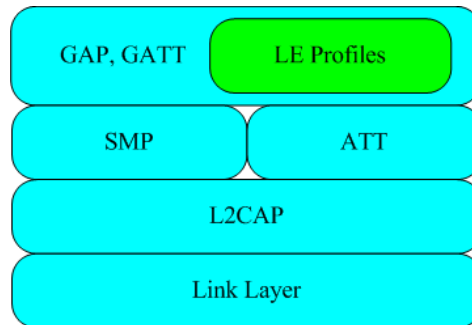 GAP, GATT LE Profiles
SMP ATT
L2CAP
Link Layer